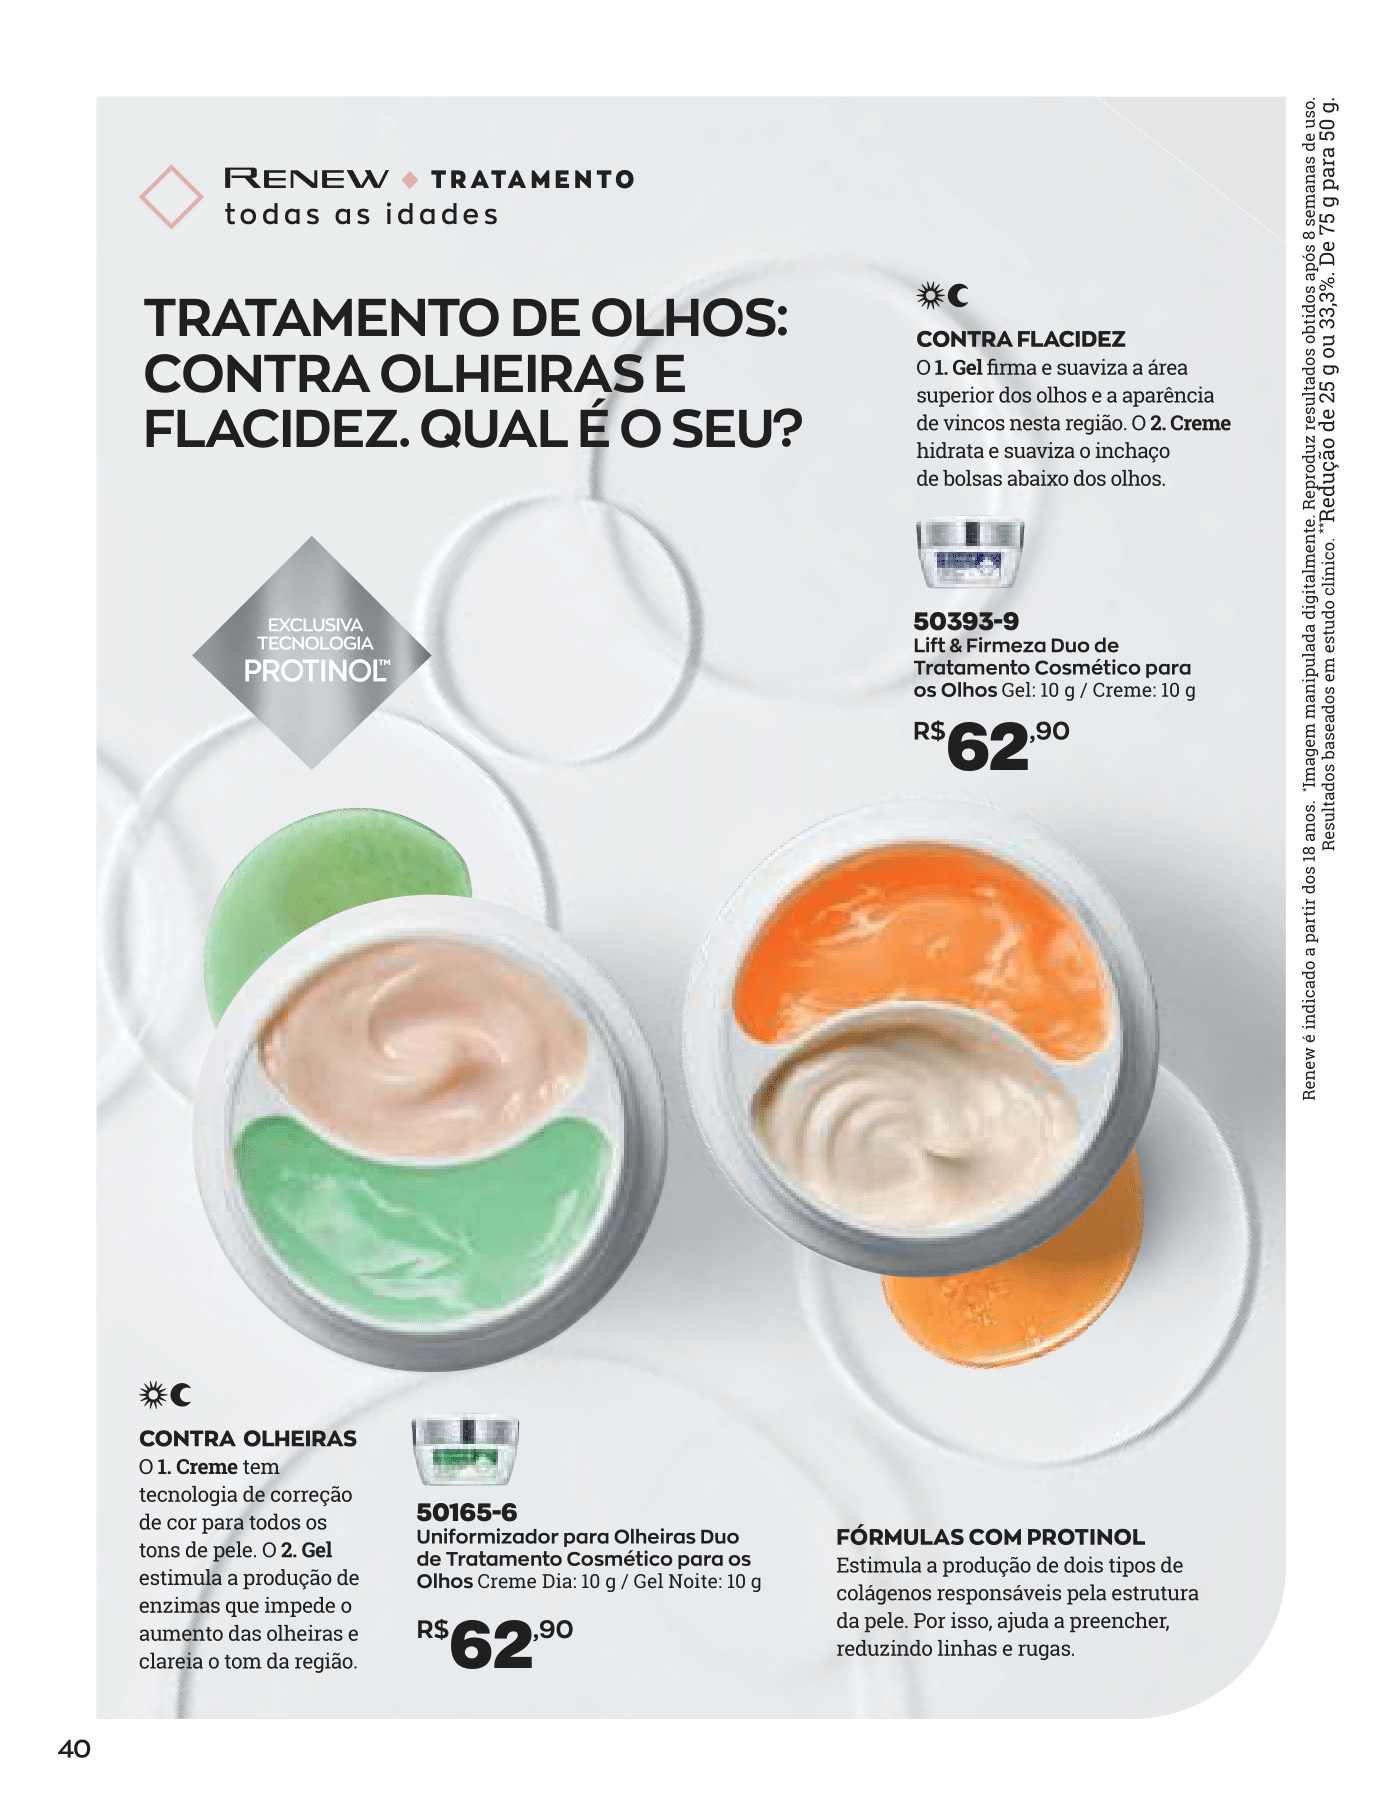 RENEW TRATAMENTO
todas as idades
TRATAMENTO DE OLHOS:
CONTRA OLHEIRAS E
FLACIDEZ. QUAL É O SEU?
EXCLUSIVA
TECNOLOGIA
PROTINOL™
CONTRA FLACIDEZ
O 1. Gel firma e suaviza a área
superior dos olhos e a aparência
de vincos nesta região. O 2. Creme
hidrata e suaviza o inchaço
de bolsas abaixo dos olhos.
50393-9
Lift & Firmeza Duo de
Tratamento Cosmético para
os Olhos Gel: 10 g / Creme: 10 g
R$62,90
CONTRA OLHEIRAS
O 1. Creme tem
tecnologia de correção
de cor para todos os
tons de pele. O 2. Gel
estimula a produção de
enzimas que impede o
aumento das olheiras e
clareia o tom da região.
50165-6
Uniformizador para Olheiras Duo
de Tratamento Cosmético para os
Olhos Creme Dia: 10 g / Gel Noite: 10 g
R$62,90
FÓRMULAS COM PROTINOL
Estimula a produção de dois tipos de
colágenos responsáveis pela estrutura
da pele. Por isso, ajuda a preencher,
reduzindo linhas e rugas.
Renew é indicado a partir dos 18 anos. *Imagem manipulada digitalmente. Reproduz resultados obtidos após 8 semanas de uso.
Resultados baseados em estudo clínico. **Redução de 25 g ou 33,3%. De 75 g para 50 g.
40